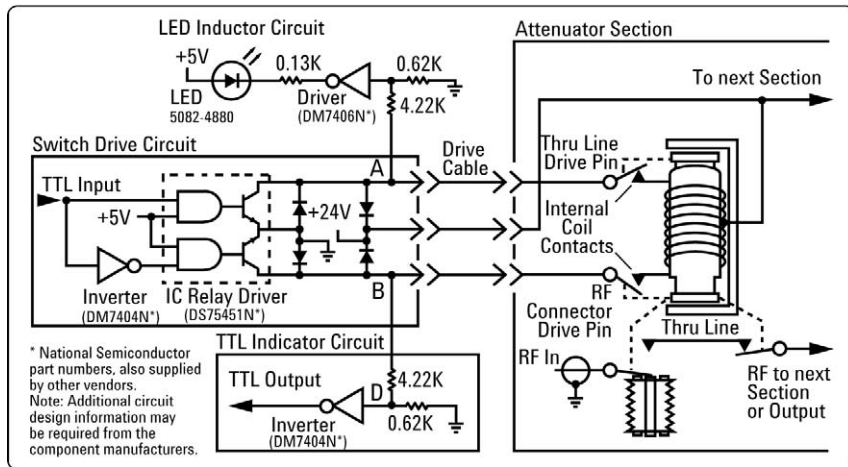 LED Inductor Circuit
+5V
0.13K
0.62K
LED
5082-4880
Driver
(DM7406N*)
4.22K
Attenuator Section
To next Section
Switch Drive Circuit
A
Drive
Cable
Thru Line
Drive Pin
TTL Input
+5V
+24V
Internal
Coil
Contacts
Inverter
(DM7404N*)
IC Relay Driver
(DS75451N*)
B
RF
Connector
Drive Pin
Thru Line
TTL Indicator Circuit
TTL Output
D
4.22K
0.62K
Inverter
(DM7404N*)
RF In
RF to next
Section
or Output
* National Semiconductor
part numbers, also supplied
by other vendors.
Note: Additional circuit
design information may
be required from the
component manufacturers.